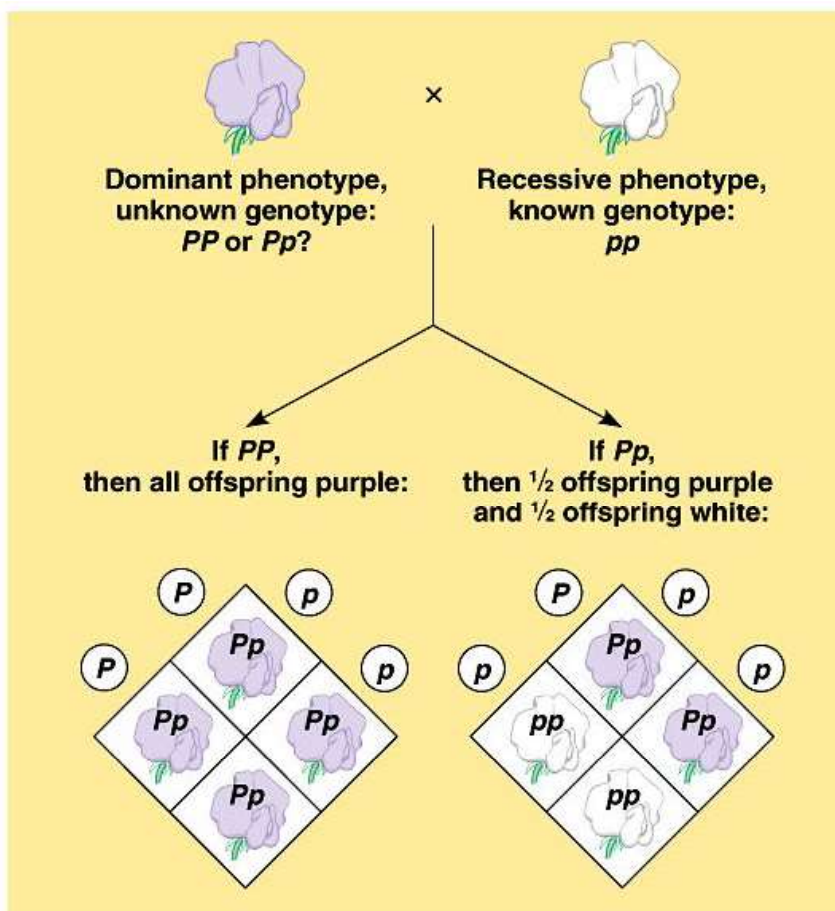 ×
Dominant phenotype,
unknown genotype:
PP or Pp?
Recessive phenotype,
known genotype:
pp
If PP,
then all offspring purple:
If Pp,
then ½ offspring purple
and ½ offspring white:
P p
P p
Pp
Pp Pp
Pp
P p
p p
Pp
pp Pp
pp